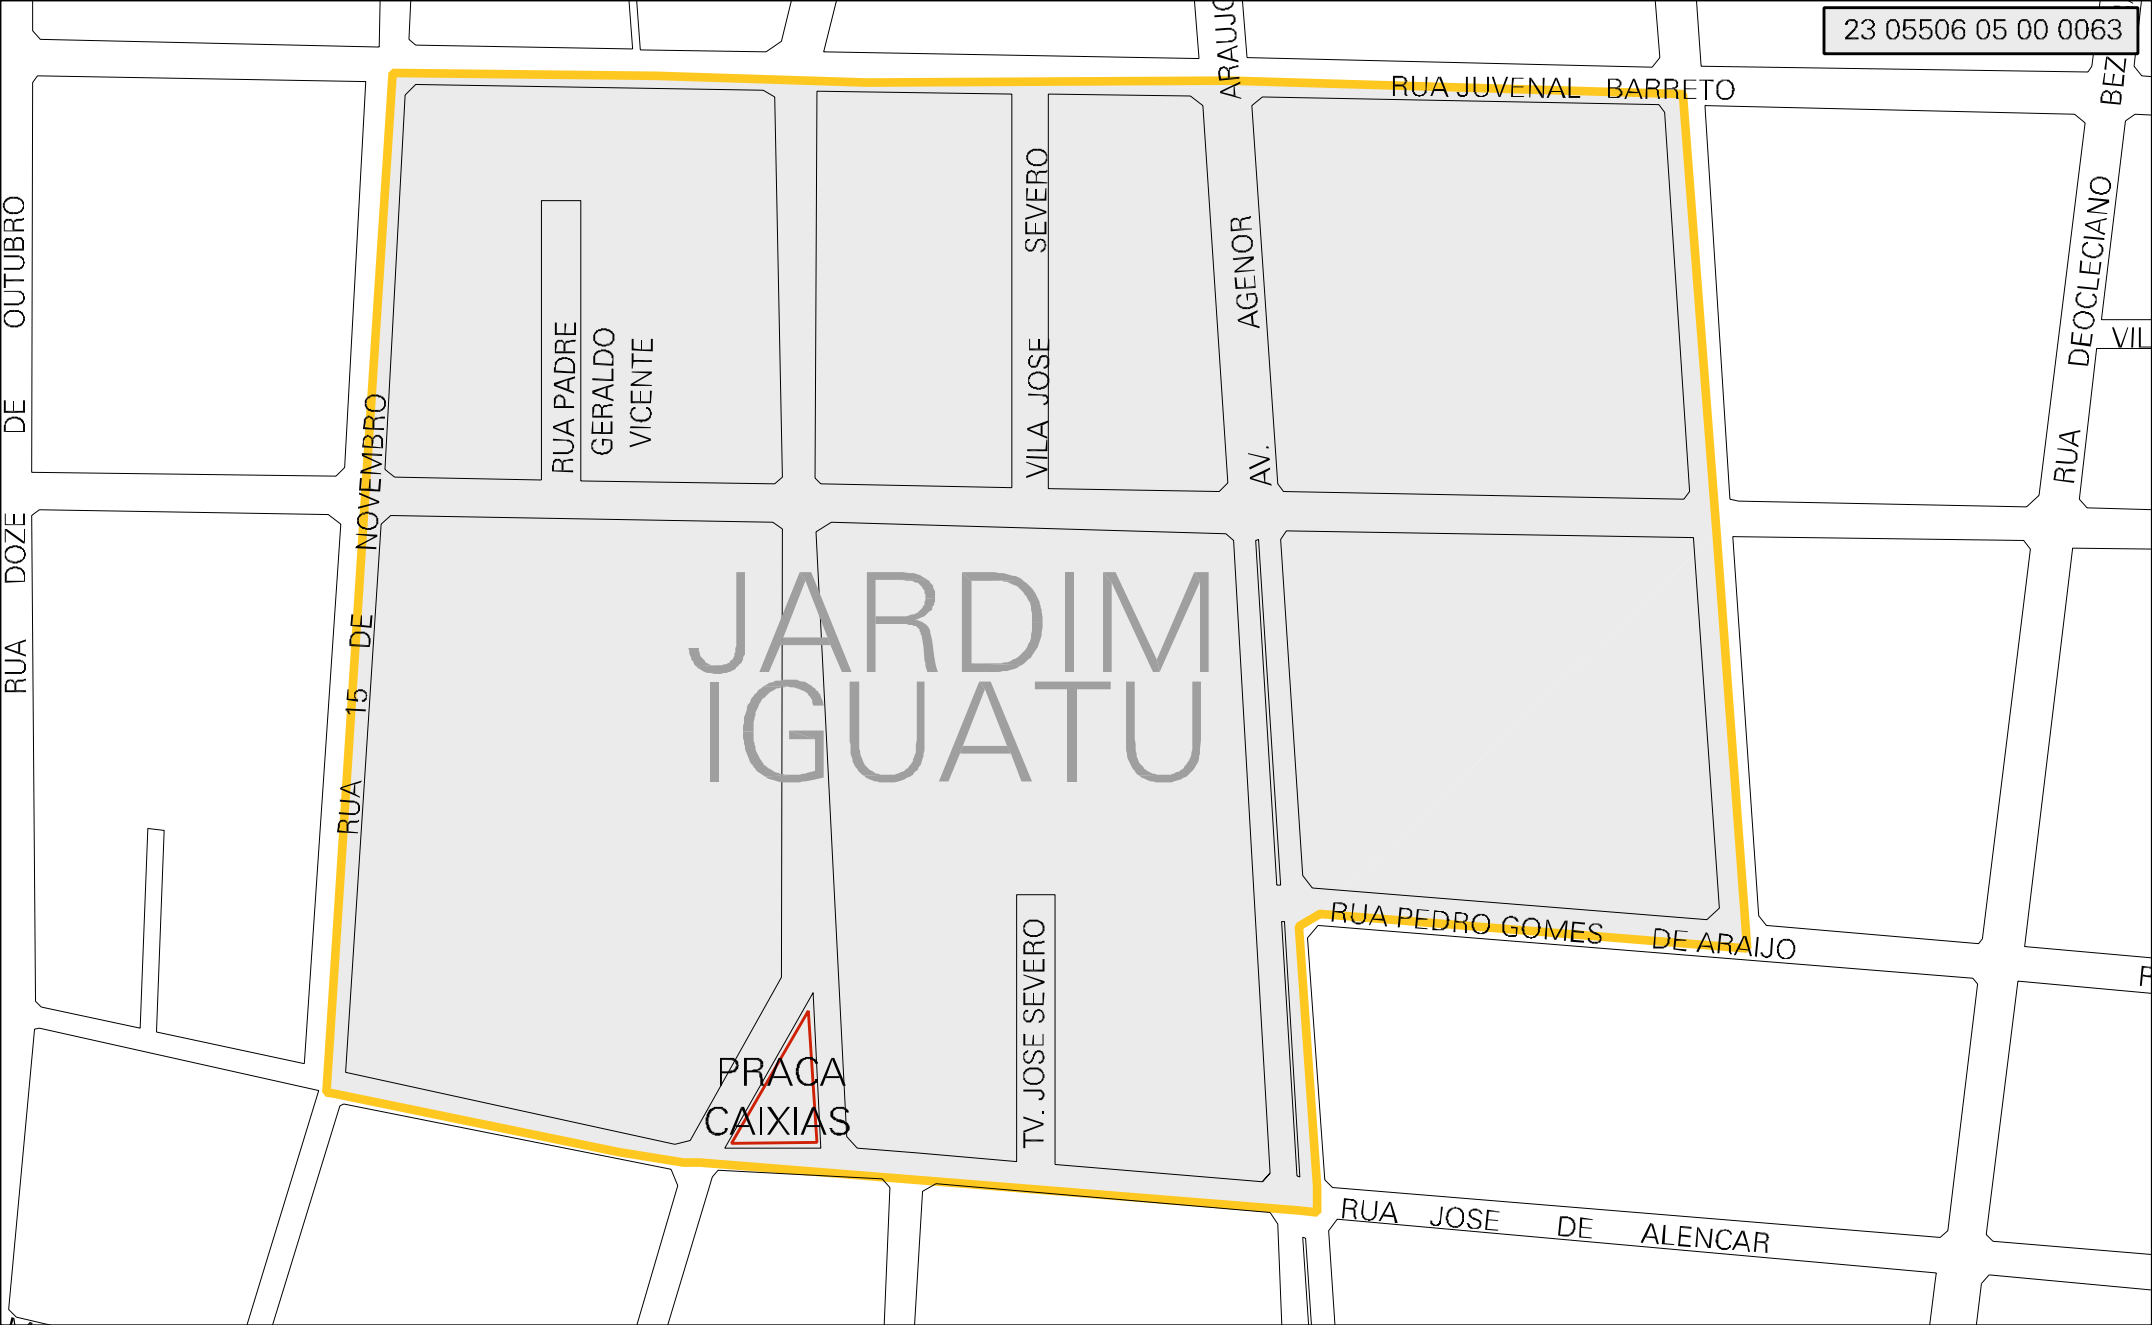 23 05506 05 00 0063
RUA JUVENAL BARRETO
RUA DOZE DE OUTUBRO
RUA 15 DE NOVEMBRO
RUA PADRE
GERALDO
VICENTE
VILA JOSE SEVERO
AV. AGENOR ARAUJO
RUA DEOCLECIANO BEZ
VIL
JARDIM
IGUATU
RUA PEDRO GOMES DE ARAIJO
TV. JOSE SEVERO
PRACA
CAIXIAS
RUA JOSE DE ALENCAR